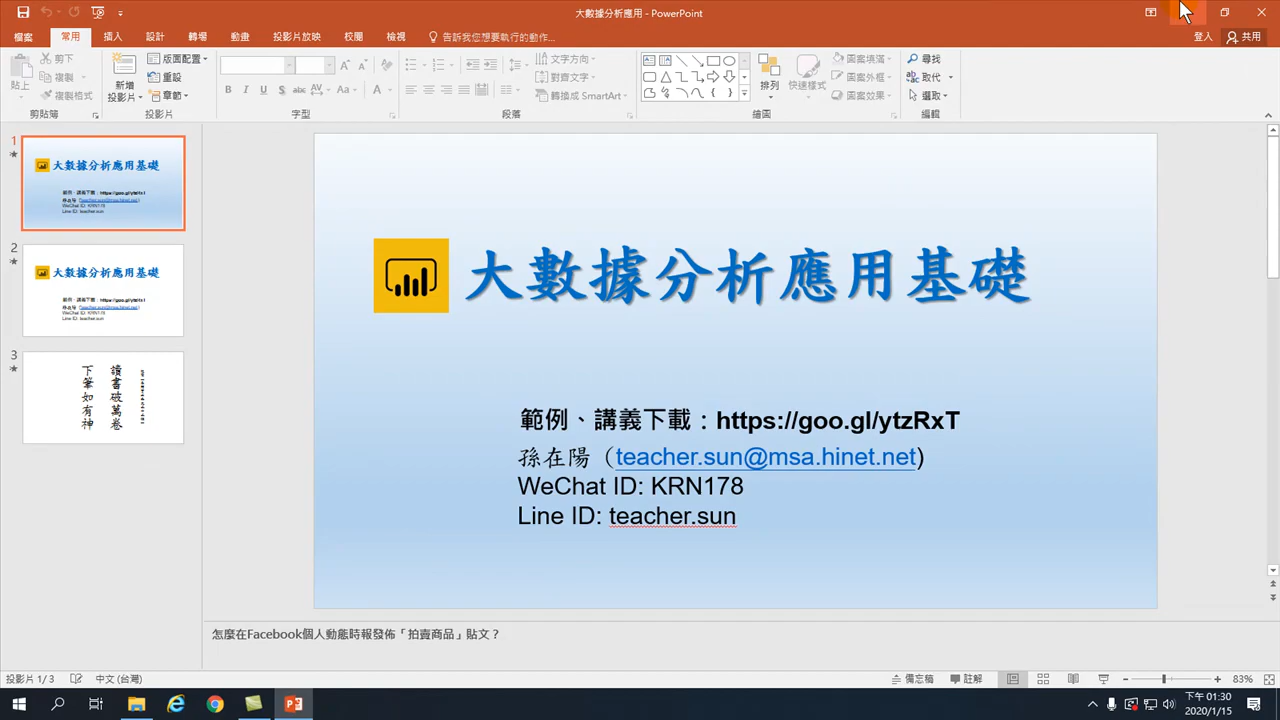 大數據分析應用 - PowerPoint
檔案 常用 插入 設計 轉場 動畫 投影片放映 校閱 檢視 告訴我您想要執行的動作... 登入 共用
貼上 剪下 複製 複製格式
剪貼簿
新增投影片 版面配置 重設 章節
投影片
B I U S abc AV Aa A
字型
文字方向 對齊文字 轉換成 SmartArt
段落
排列 快速樣式 圖案填滿 圖案外框 圖案效果
繪圖
尋找 取代 選取
編輯
1
大數據分析應用基礎
2
大數據分析應用基礎
3
讀書破萬卷
下筆如有神
大數據分析應用基礎
範例、講義下載：https://goo.gl/ytzRxT
孫在陽（teacher.sun@msa.hinet.net)
WeChat ID: KRN178
Line ID: teacher.sun
怎麼在Facebook個人動態時報發佈「拍賣商品」貼文？
投影片 1/3 中文 (台灣) 備忘稿 註解 83%
下午 01:30
2020/1/15